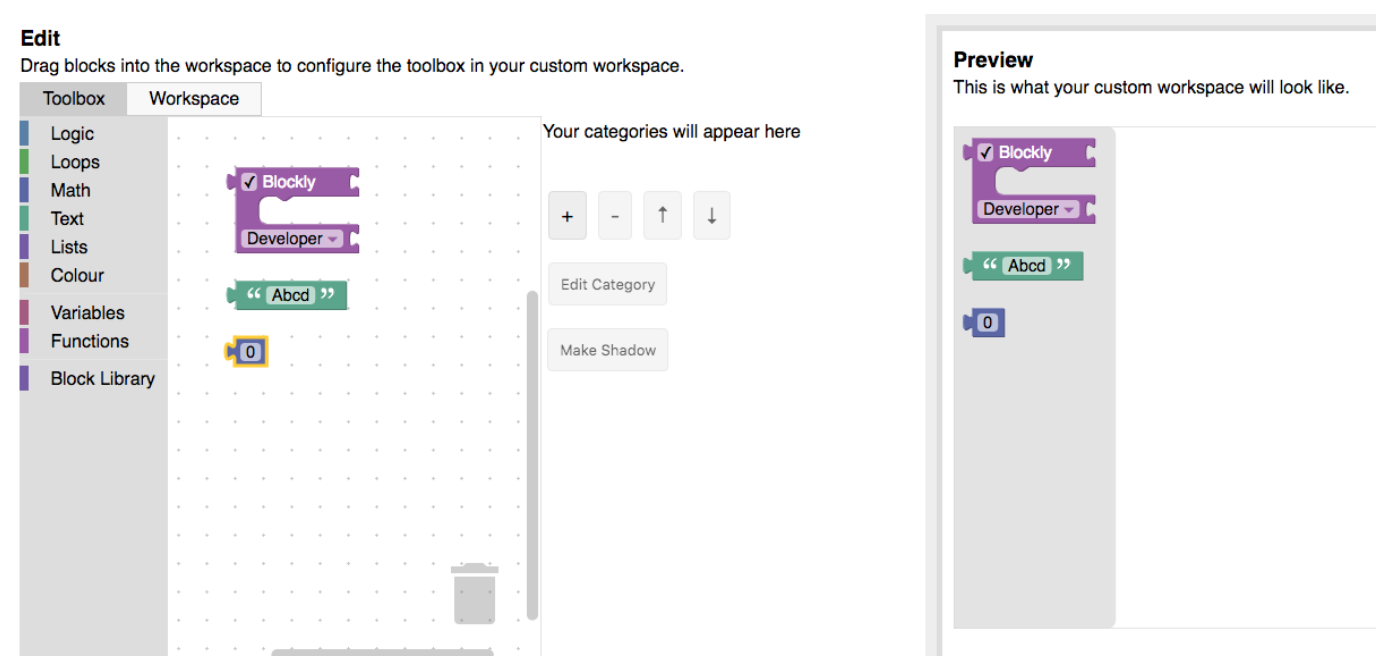 Edit
Drag blocks into the workspace to configure the toolbox in your custom workspace.
Toolbox Workspace
Logic
Loops
Math
Text
Lists
Colour
Variables
Functions
Block Library
Blockly
Developer
“ Abcd ”
0
Your categories will appear here
+ - ↑ ↓
Edit Category
Make Shadow
Preview
This is what your custom workspace will look like.
Blockly
Developer
“ Abcd ”
0